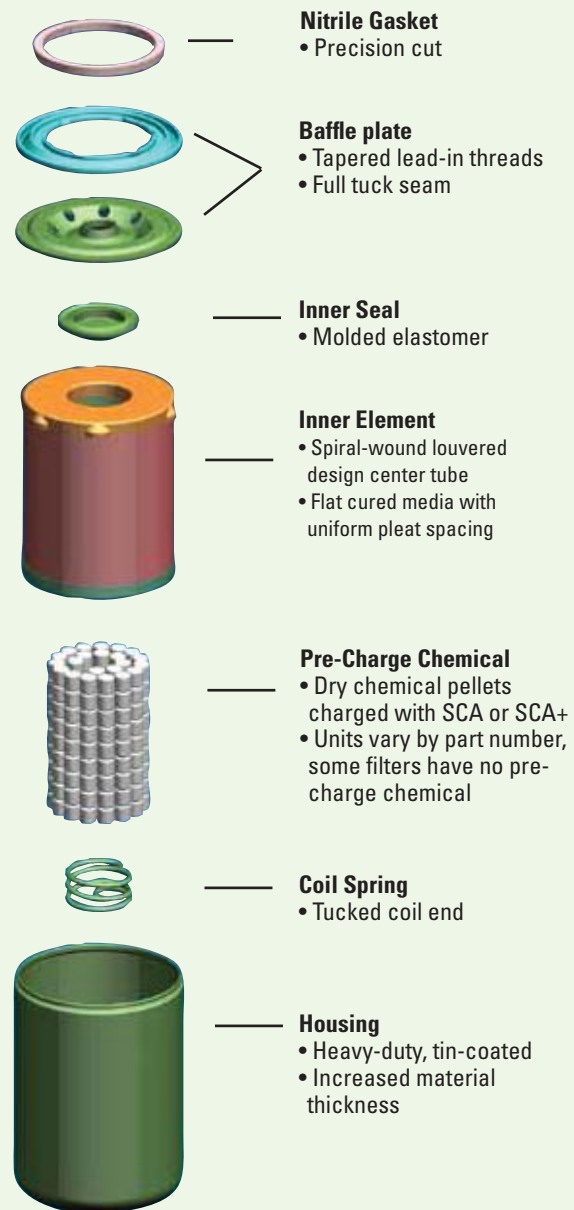 Nitrile Gasket
• Precision cut
Baffle plate
• Tapered lead-in threads
• Full tuck seam
Inner Seal
• Molded elastomer
Inner Element
• Spiral-wound louvered
design center tube
• Flat cured media with
uniform pleat spacing
Pre-Charge Chemical
• Dry chemical pellets
charged with SCA or SCA+
• Units vary by part number,
some filters have no pre-
charge chemical
Coil Spring
• Tucked coil end
Housing
• Heavy-duty, tin-coated
• Increased material
thickness